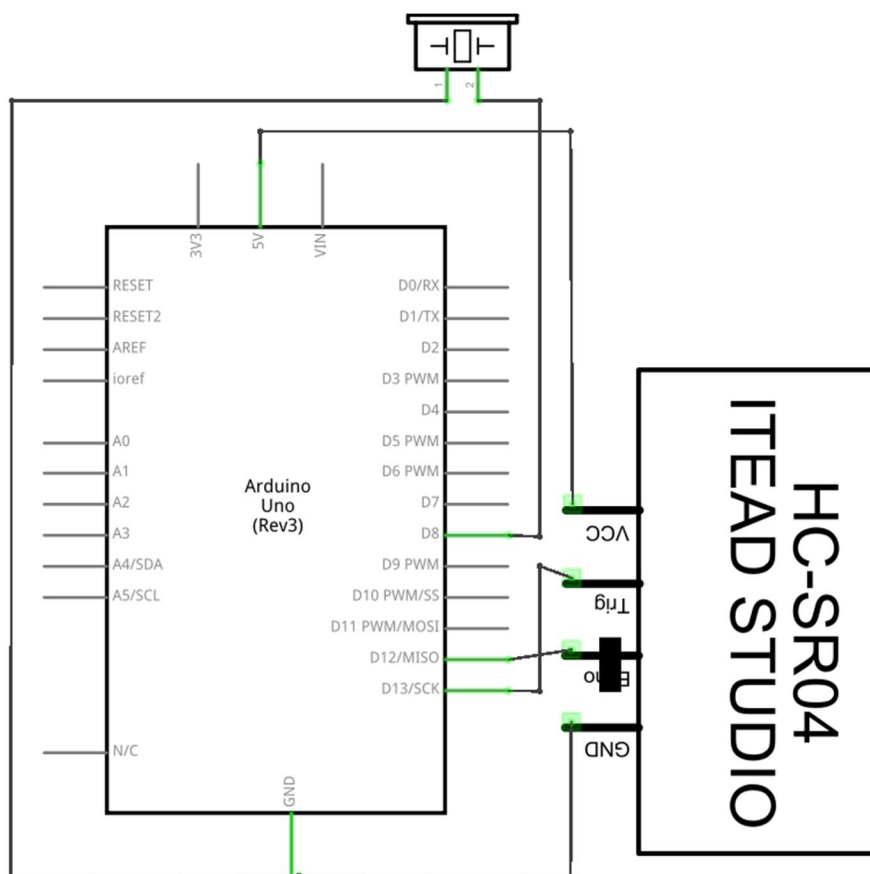 1
2
3V3
5V
VIN
RESET
RESET2
AREF
ioref
A0
A1
A2
A3
A4/SDA
A5/SCL
N/C
Arduino
Uno
(Rev3)
D0/RX
D1/TX
D2
D3 PWM
D4
D5 PWM
D6 PWM
D7
D8
D9 PWM
D10 PWM/SS
D11 PWM/MOSI
D12/MISO
D13/SCK
GND
VCC
Trig
GND
HC-SR04
ITEAD STUDIO